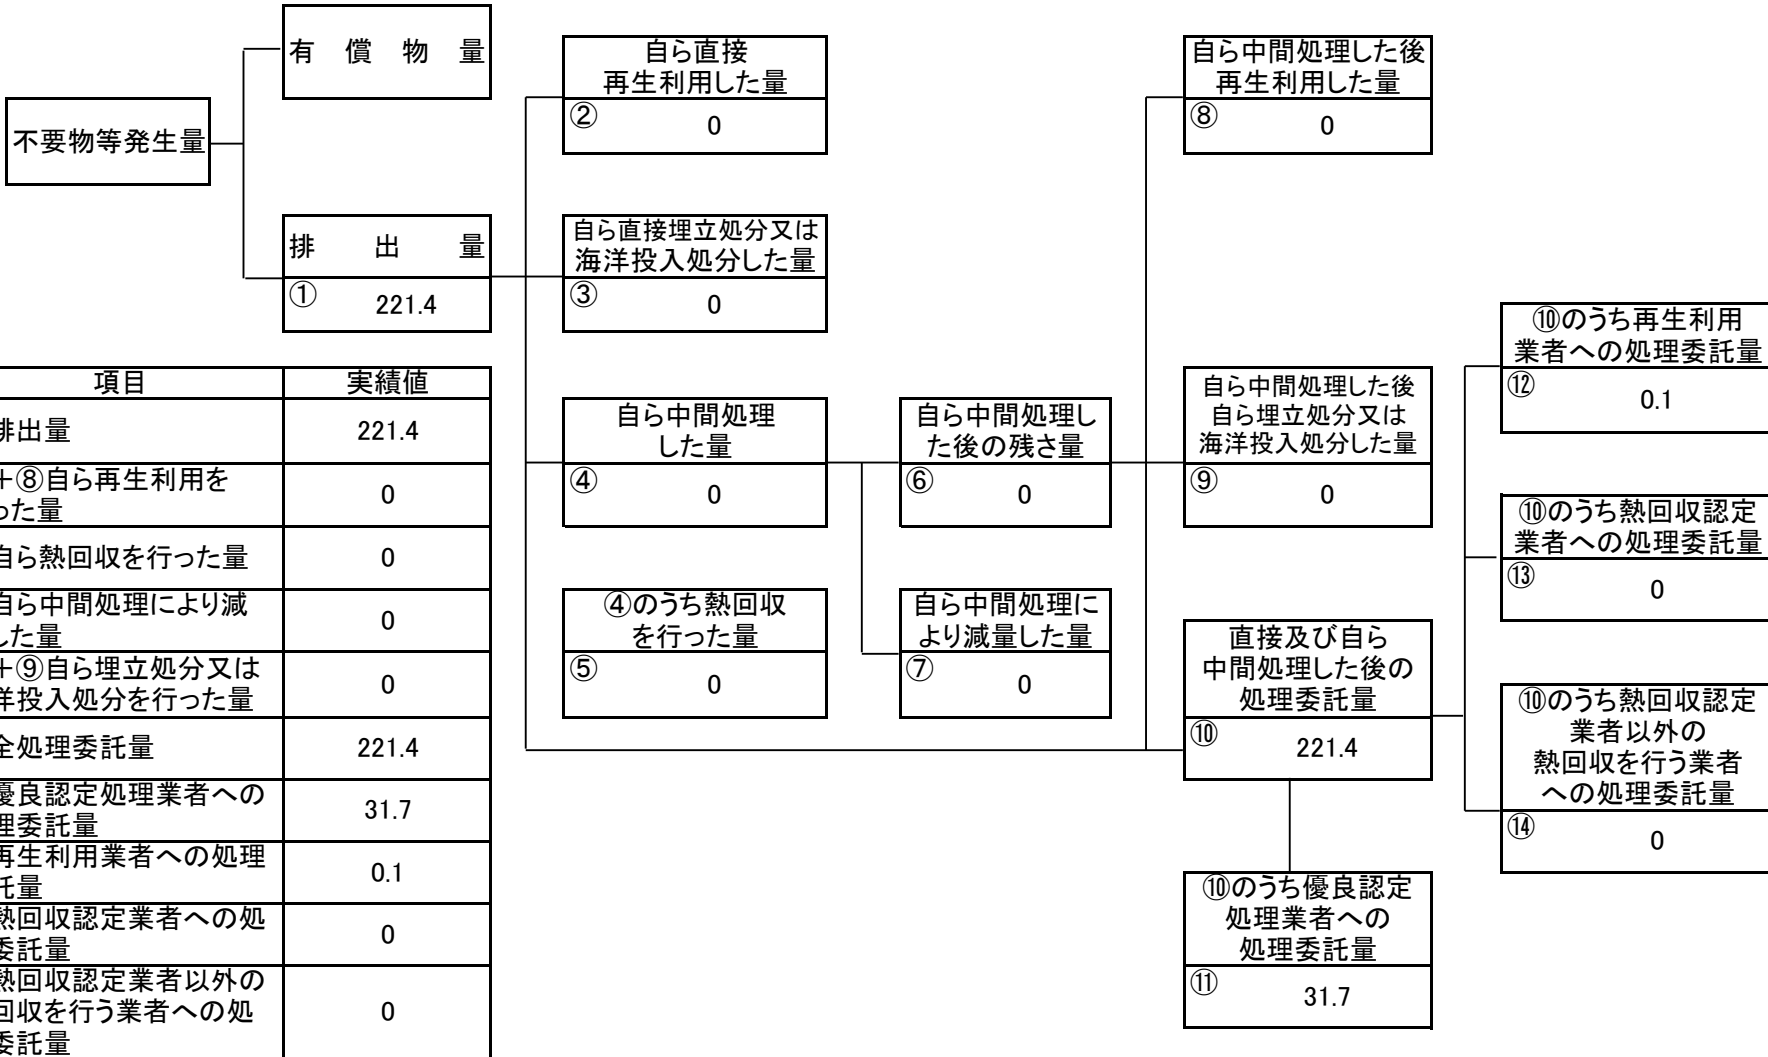 有償物量
不要物等発生量
排出量
① 221.4
自ら直接
再生利用した量
② 0
自ら直接埋立処分又は
海洋投入処分した量
③ 0
自ら中間処理
した量
④ 0
④のうち熱回収
を行った量
⑤ 0
自ら中間処理し
た後の残さ量
⑥ 0
自ら中間処理に
より減量した量
⑦ 0
自ら中間処理した後
再生利用した量
⑧ 0
自ら中間処理した後
自ら埋立処分又は
海洋投入処分した量
⑨ 0
直接及び自ら
中間処理した後の
処理委託量
⑩ 221.4
⑩のうち優良認定
処理業者への
処理委託量
⑪ 31.7
⑩のうち再生利用
業者への処理委託量
⑫ 0.1
⑩のうち熱回収認定
業者への処理委託量
⑬ 0
⑩のうち熱回収認定
業者以外の
熱回収を行う業者
への処理委託量
⑭ 0
項目 実績値
排出量 221.4
+⑧自ら再生利用を
った量 0
自ら熱回収を行った量 0
自ら中間処理により減
した量 0
+⑨自ら埋立処分又は
洋投入処分を行った量 0
全処理委託量 221.4
優良認定処理業者への
理委託量 31.7
再生利用業者への処理
託量 0.1
熱回収認定業者への処
委託量 0
熱回収認定業者以外の
回収を行う業者への処
委託量 0